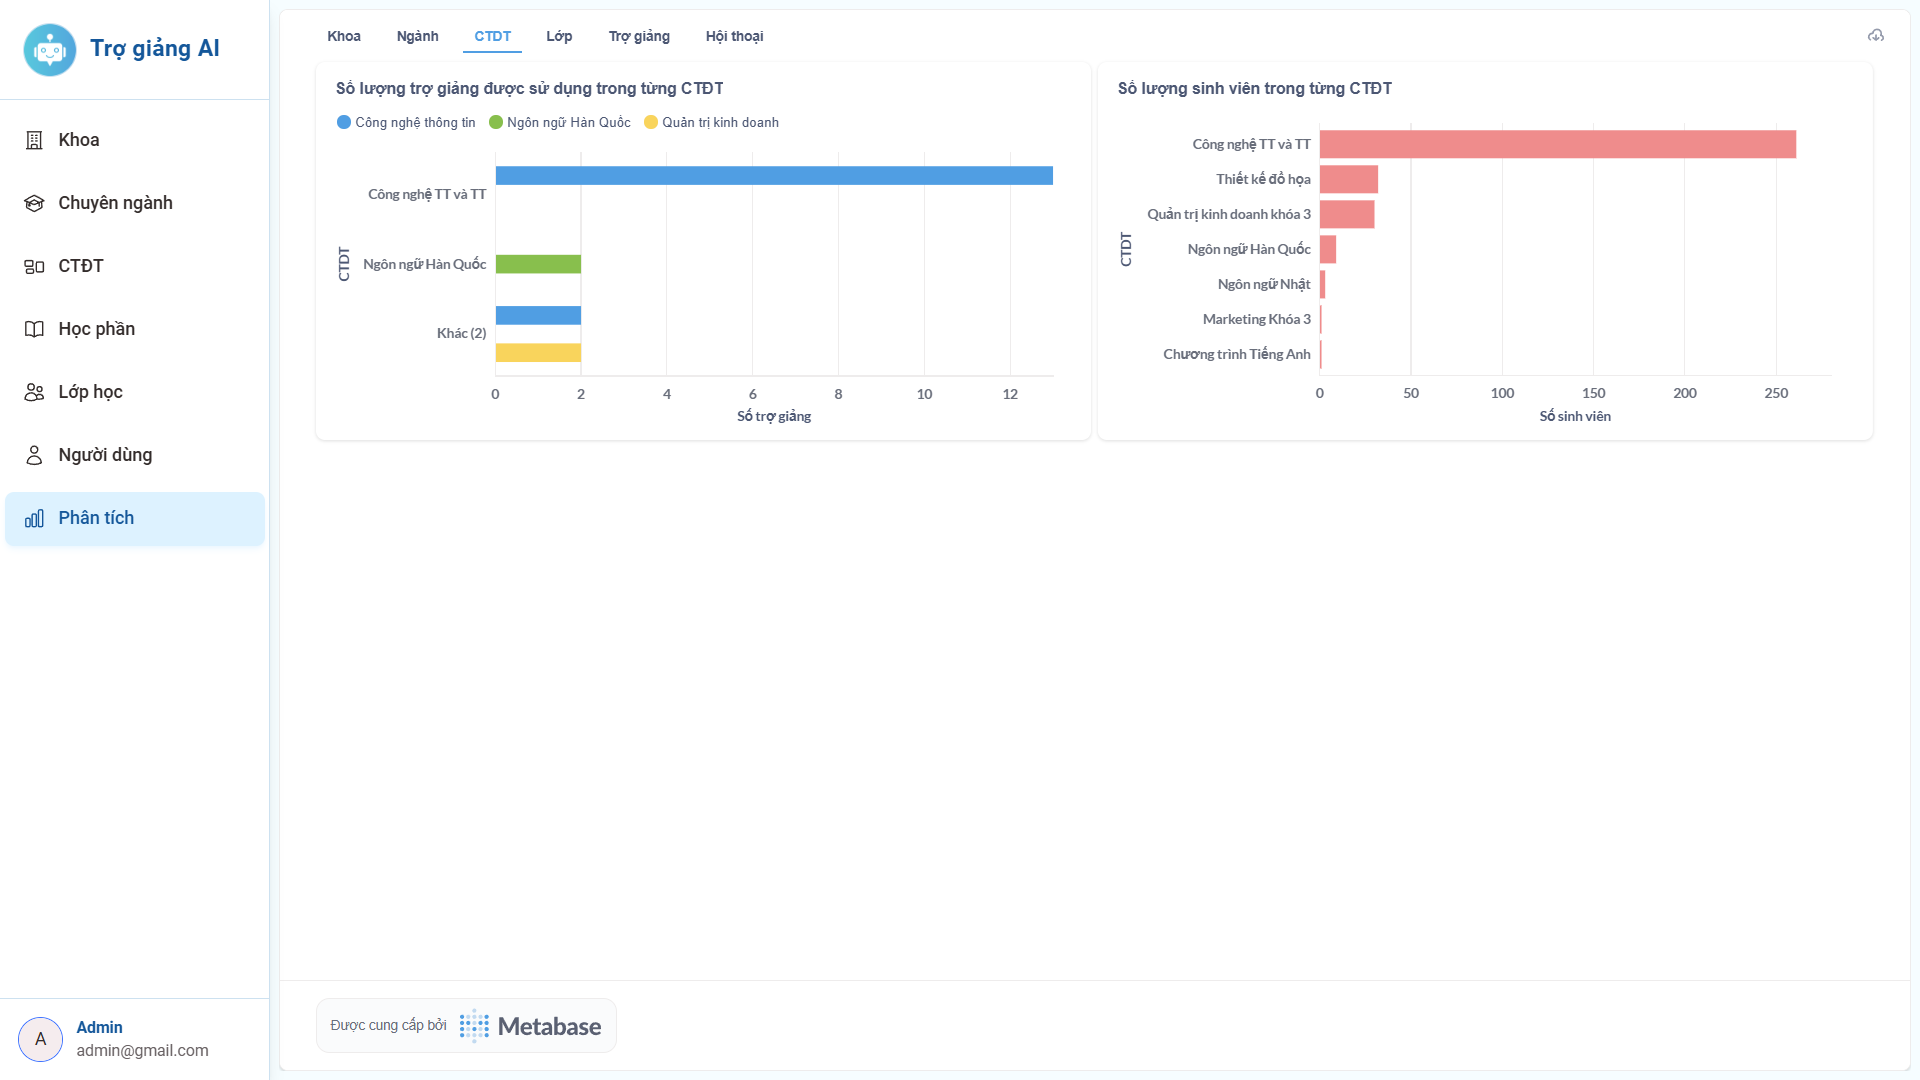 Trợ giảng AI
Khoa
Chuyên ngành
CTĐT
Học phần
Lớp học
Người dùng
Phân tích
A
Admin
admin@gmail.com
Khoa
Ngành
CTDT
Lớp
Trợ giảng
Hội thoại
Số lượng trợ giảng được sử dụng trong từng CTĐT
Công nghệ thông tin
Ngôn ngữ Hàn Quốc
Quản trị kinh doanh
CTDT
Công nghệ TT và TT
Ngôn ngữ Hàn Quốc
Khác (2)
0 2 4 6 8 10 12
Số trợ giảng
Số lượng sinh viên trong từng CTĐT
CTDT
Công nghệ TT và TT
Thiết kế đồ họa
Quản trị kinh doanh khóa 3
Ngôn ngữ Hàn Quốc
Ngôn ngữ Nhật
Marketing Khóa 3
Chương trình Tiếng Anh
0 50 100 150 200 250
Số sinh viên
Được cung cấp bởi Metabase